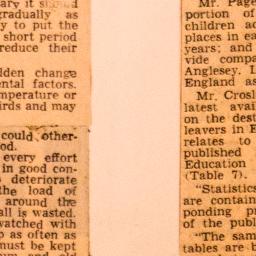 ary it should
gradually as
y to put the
short period
reduce their
dden change
ental factors.
emperature or
irds and may
could other-
od.
every effort
in good con-
s deteriorate
the load of
around the
all is wasted.
watched with
p as often as
must be kept
Mr. Page
portion of
children ac
places in ea
years; and
vide compa
Anglesey. I
England as
Mr. Crosl
latest avail
on the dest
leavers in E
relates to
published
Education
(Table 7).
"Statistics
are contain
ponding pr
of the publ
"The sam
tables are b